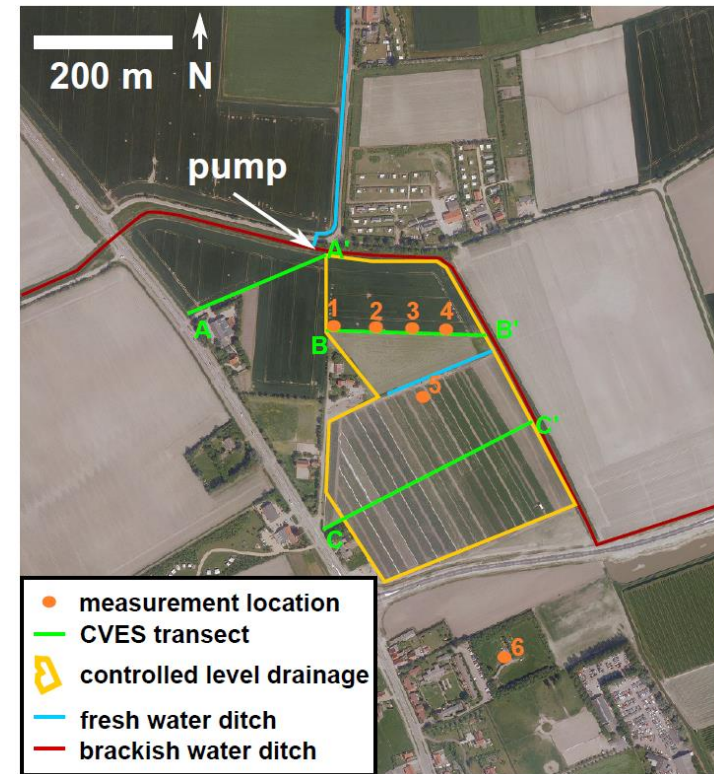 200 m N
pump
A'
A
1 2 3 4
B B'
5
C'
C
6
measurement location
CVES transect
controlled level drainage
fresh water ditch
brackish water ditch